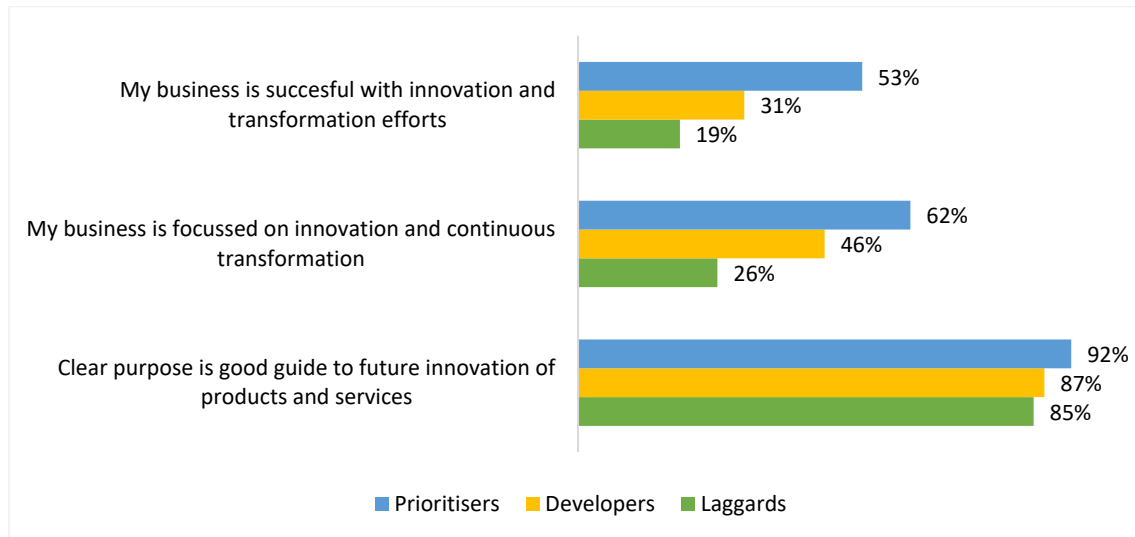 My business is succesful with innovation and
transformation efforts
53%
31%
19%
My business is focussed on innovation and continuous
transformation
62%
46%
26%
Clear purpose is good guide to future innovation of
products and services
92%
87%
85%
Prioritisers Developers Laggards